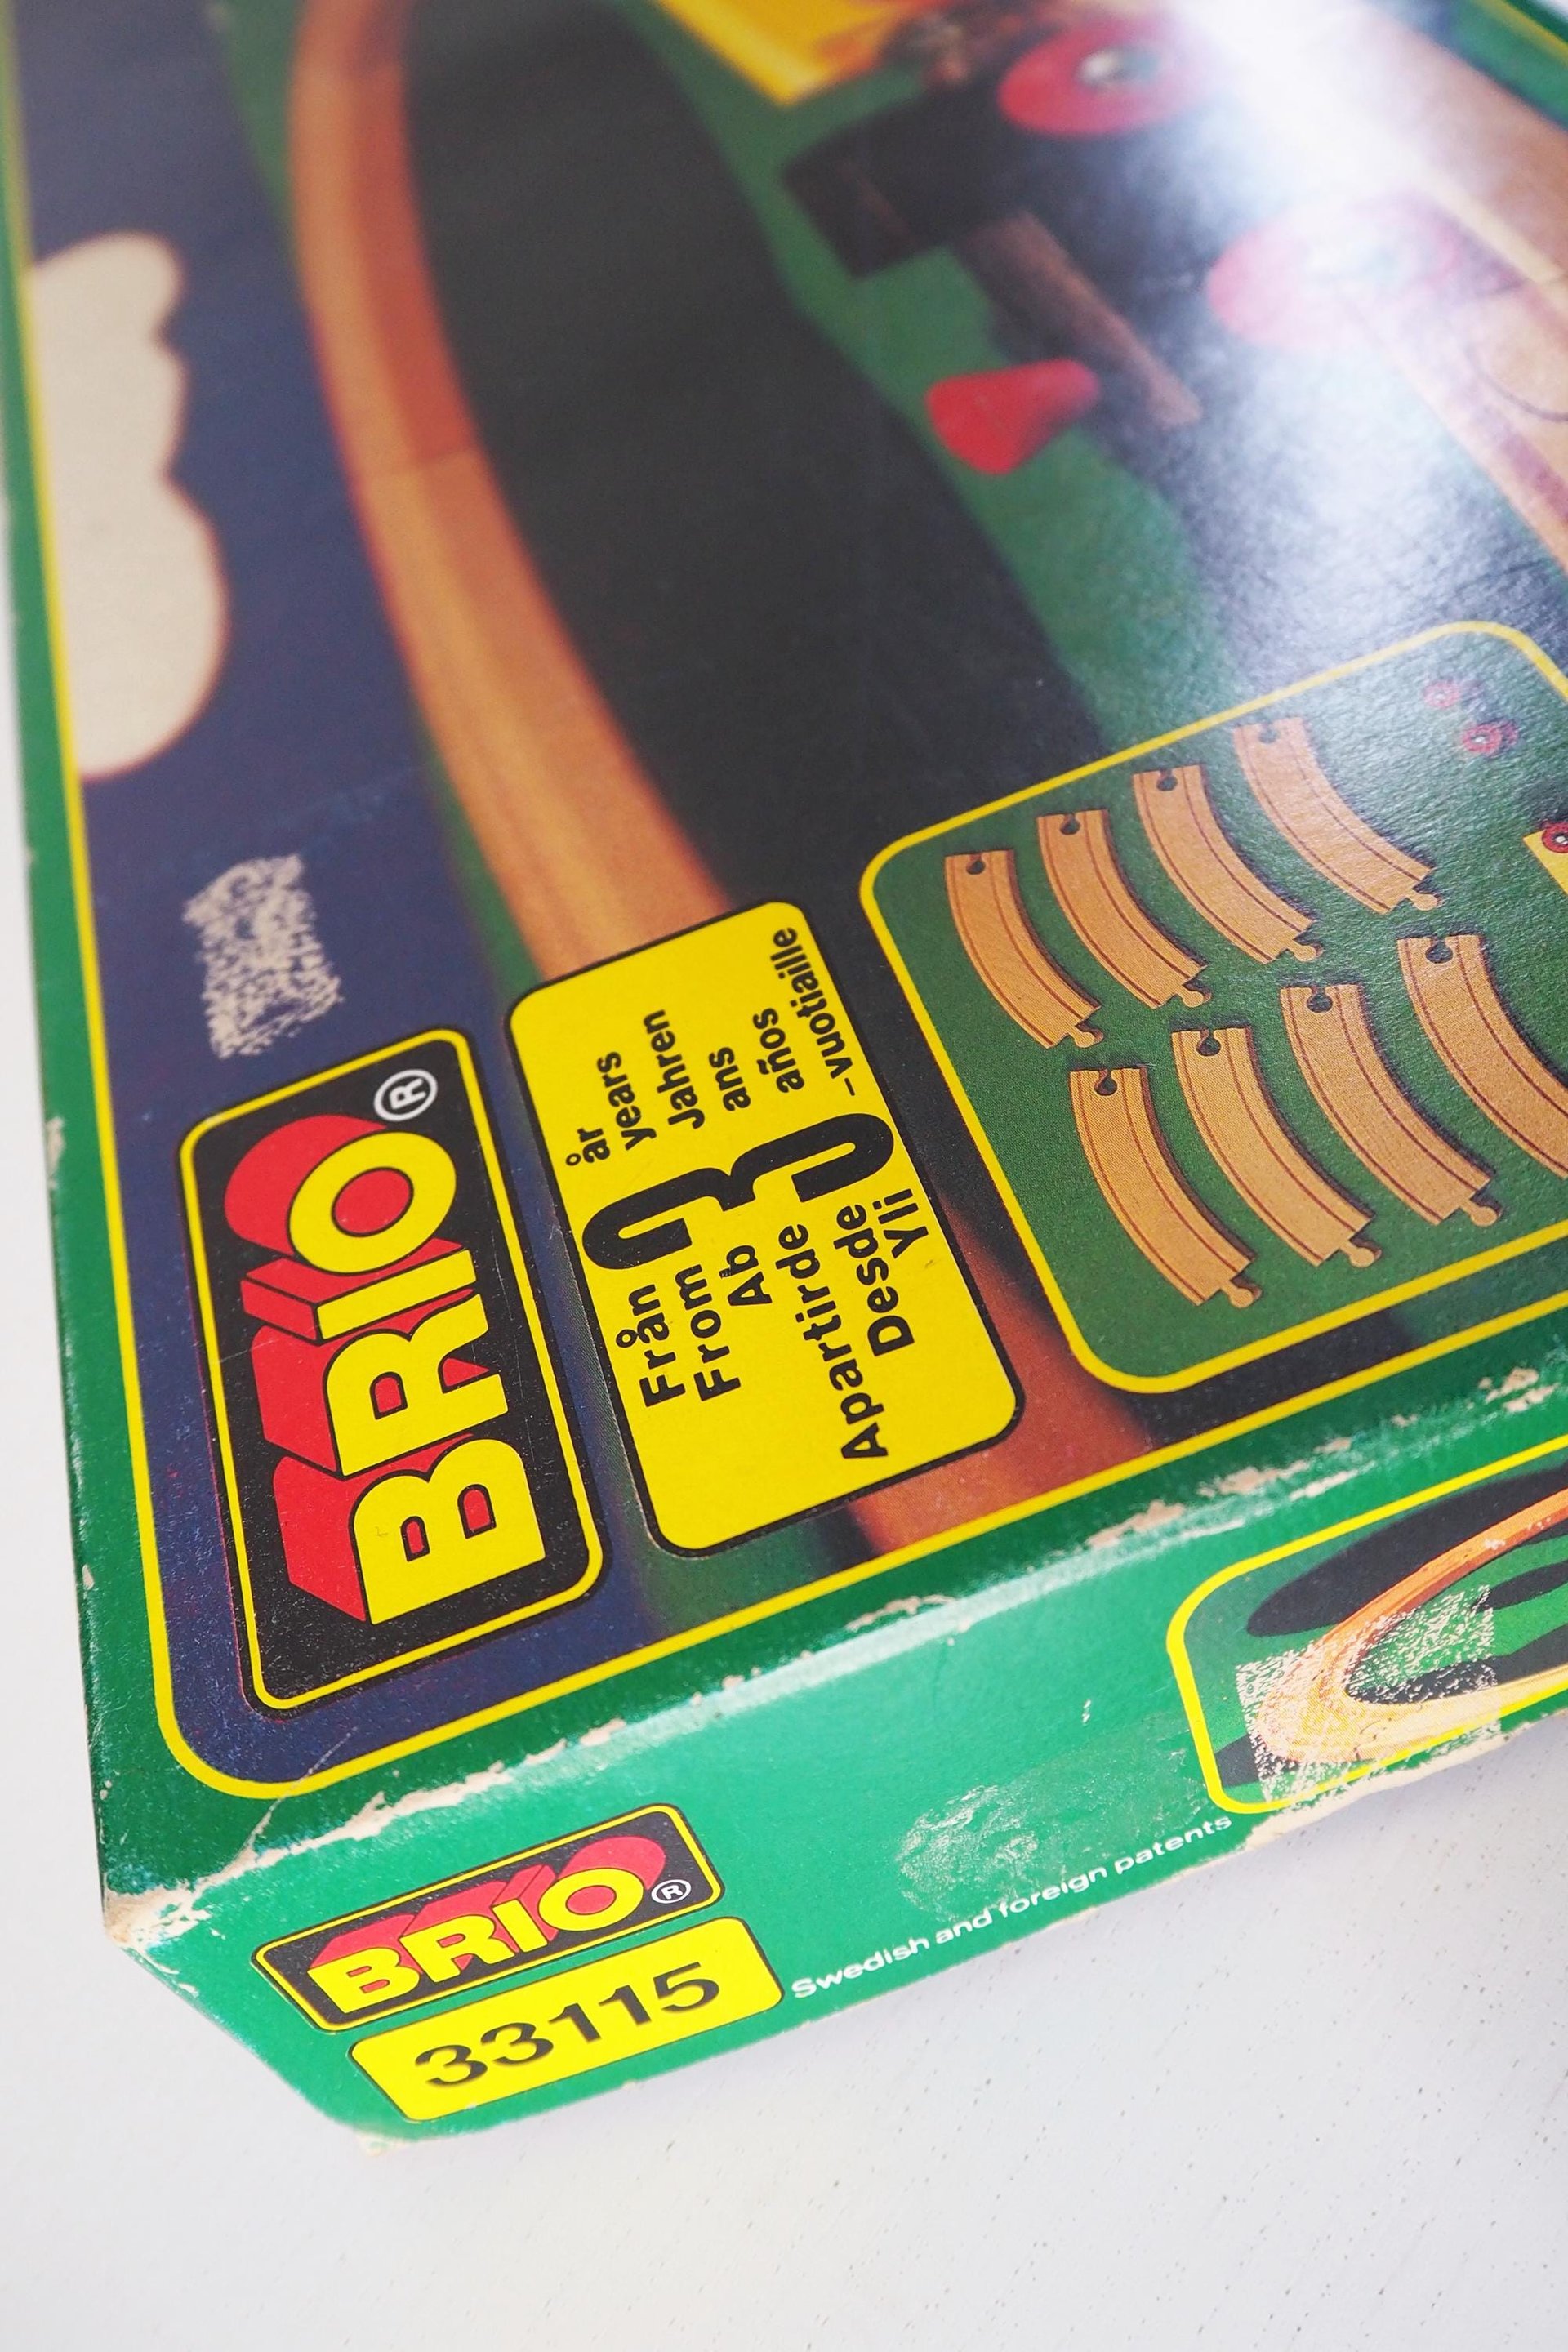 BRIO®
Från 3 år
From years
Ab Jahren
Apartirde ans
Desde años
Yli -vuotiaille
BRIO®
33115
Swedish and foreign patents